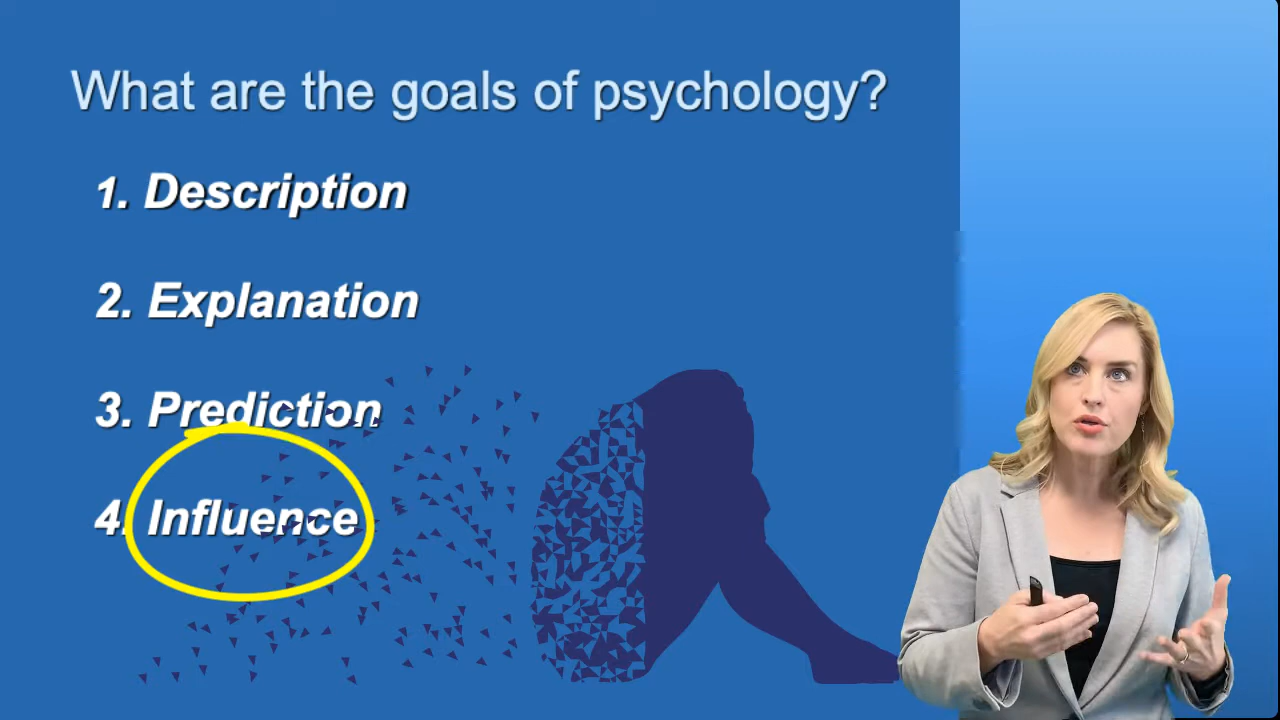 What are the goals of psychology?
1. Description
2. Explanation
3. Prediction
4. Influence